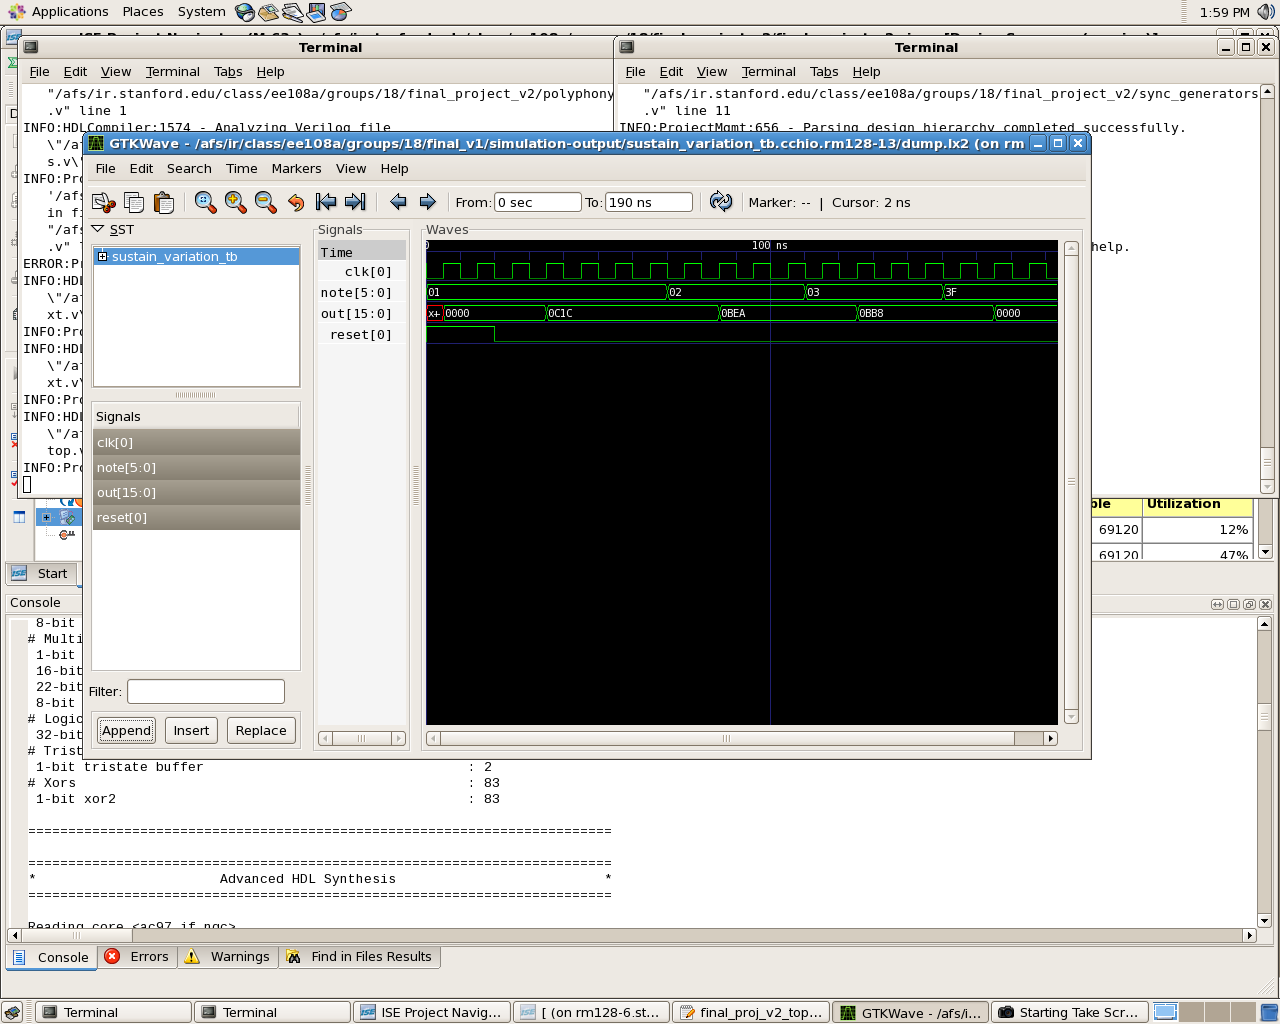 Applications Places System
1:59 PM
Terminal
Terminal
File Edit View Terminal Tabs Help
File Edit View Terminal Tabs Help
"/afs/ir.stanford.edu/class/ee108a/groups/18/final_project_v2/polyphony
.v" line 1
INFO:HDLCompiler:1574 - Analyzing Verilog file
"/afs/ir.stanford.edu/class/ee108a/groups/18/final_project_v2/sync_generators
.v" line 11
INFO:ProjectMgmt:656 - Parsing design hierarchy completed successfully.
\"/a
s.v\
INFO:Pro
'/afs
in f
"/afs
.v"
ERROR:Pr
INFO:HDL
\"/a
xt.v
INFO:Pro
INFO:HDL
\"/a
xt.v
INFO:Pro
INFO:HDL
\"/a
top.v
INFO:Pro
help.
GTKWave - /afs/ir/class/ee108a/groups/18/final_v1/simulation-output/sustain_variation_tb.cchio.rm128-13/dump.lx2 (on rm
File Edit Search Time Markers View Help
From: 0 sec To: 190 ns Marker: -- | Cursor: 2 ns
SST
sustain_variation_tb
Signals
clk[0]
note[5:0]
out[15:0]
reset[0]
Filter:
Append Insert Replace
Signals
Time
clk[0]
note[5:0]
out[15:0]
reset[0]
Waves
0 100 ns
01 02 03 3F
x+ 0000 0C1C 0BEA 0BB8 0000
ble Utilization
69120 12%
69120 47%
Start
Console
8-bit
# Multi
1-bit
16-bit
22-bit
8-bit
# Logic
32-bit
# Trist
1-bit tristate buffer : 2
# Xors : 83
1-bit xor2 : 83
=========================================================================
=========================================================================
* Advanced HDL Synthesis *
=========================================================================
Reading core <ac97_if.ngc>.
Console Errors Warnings Find in Files Results
Terminal Terminal ISE Project Navig... [ (on rm128-6.st... final_proj_v2_top... GTKWave - /afs/i... Starting Take Scr...